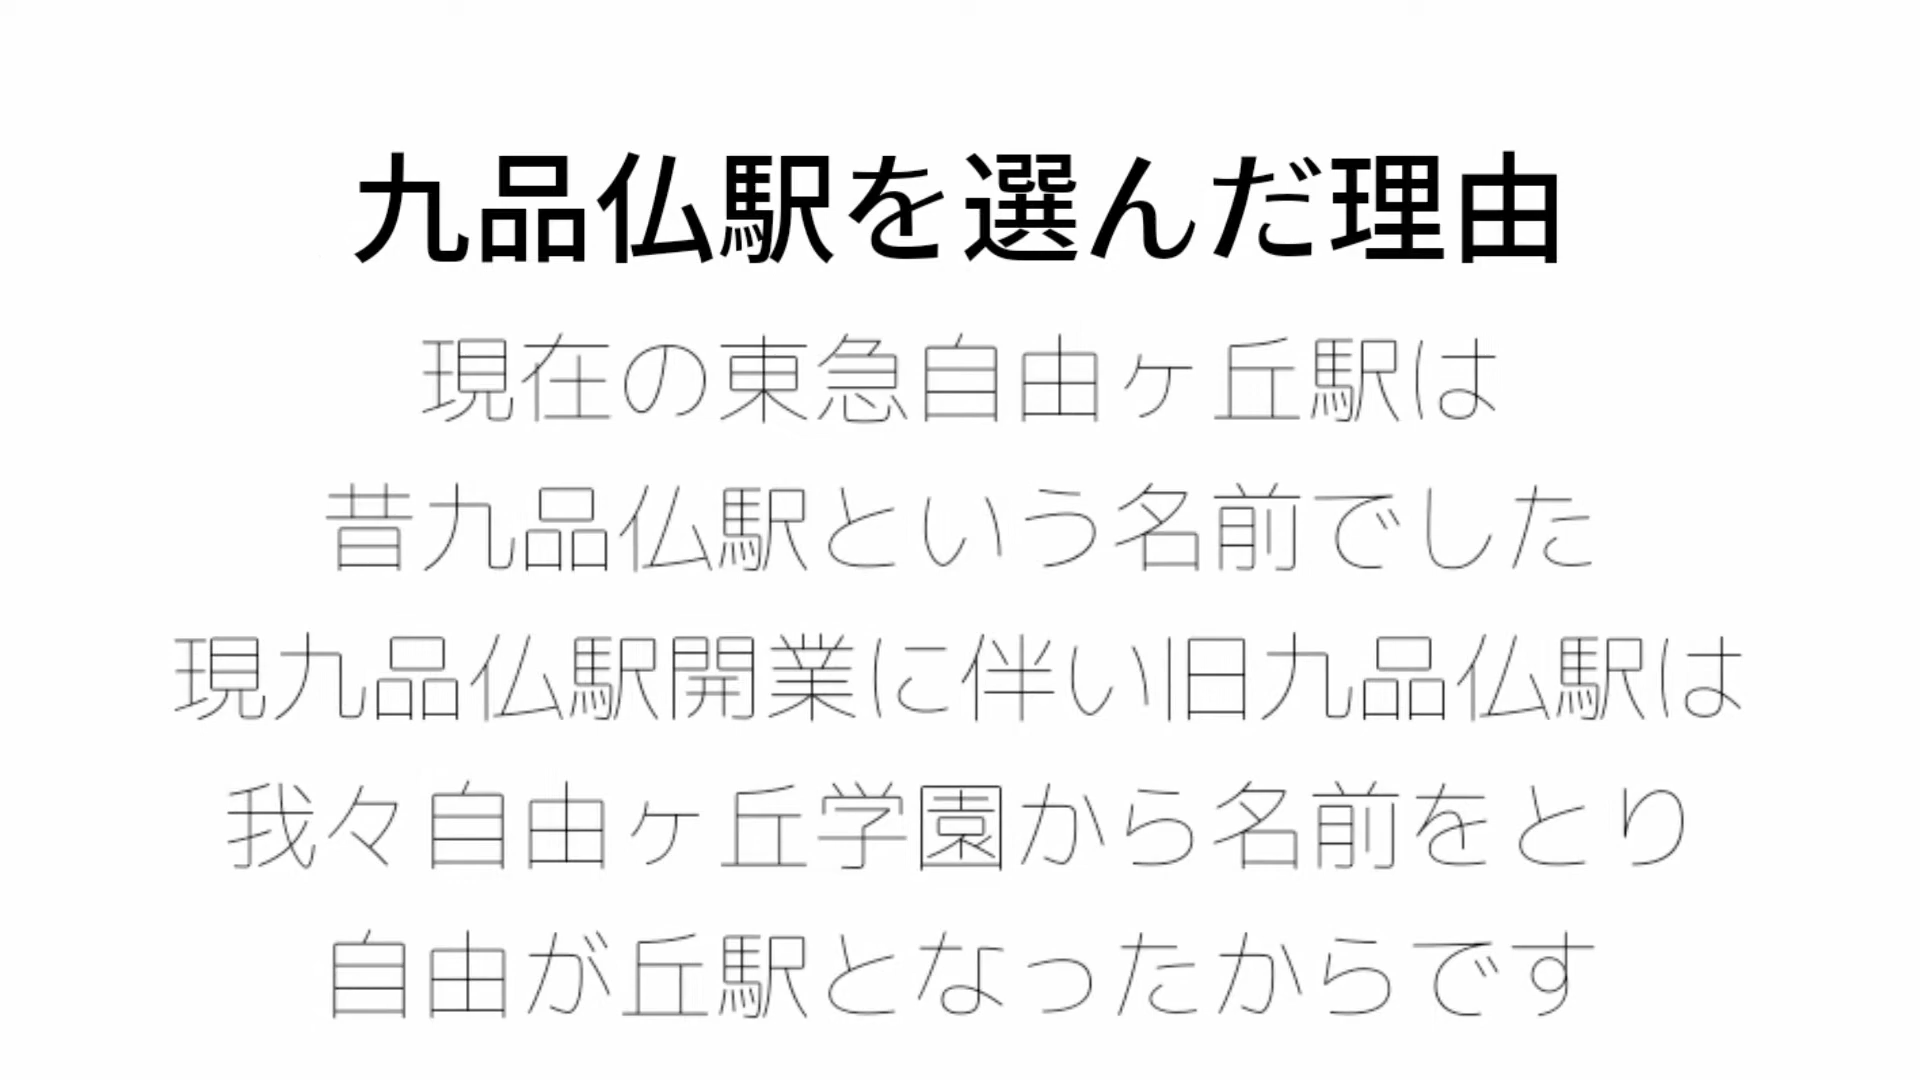 九品仏駅を選んだ理由
現在の東急自由ヶ丘駅は
昔九品仏駅という名前でした
現九品仏駅開業に伴い旧九品仏駅は
我々自由ヶ丘学園から名前をとり
自由が丘駅となったからです